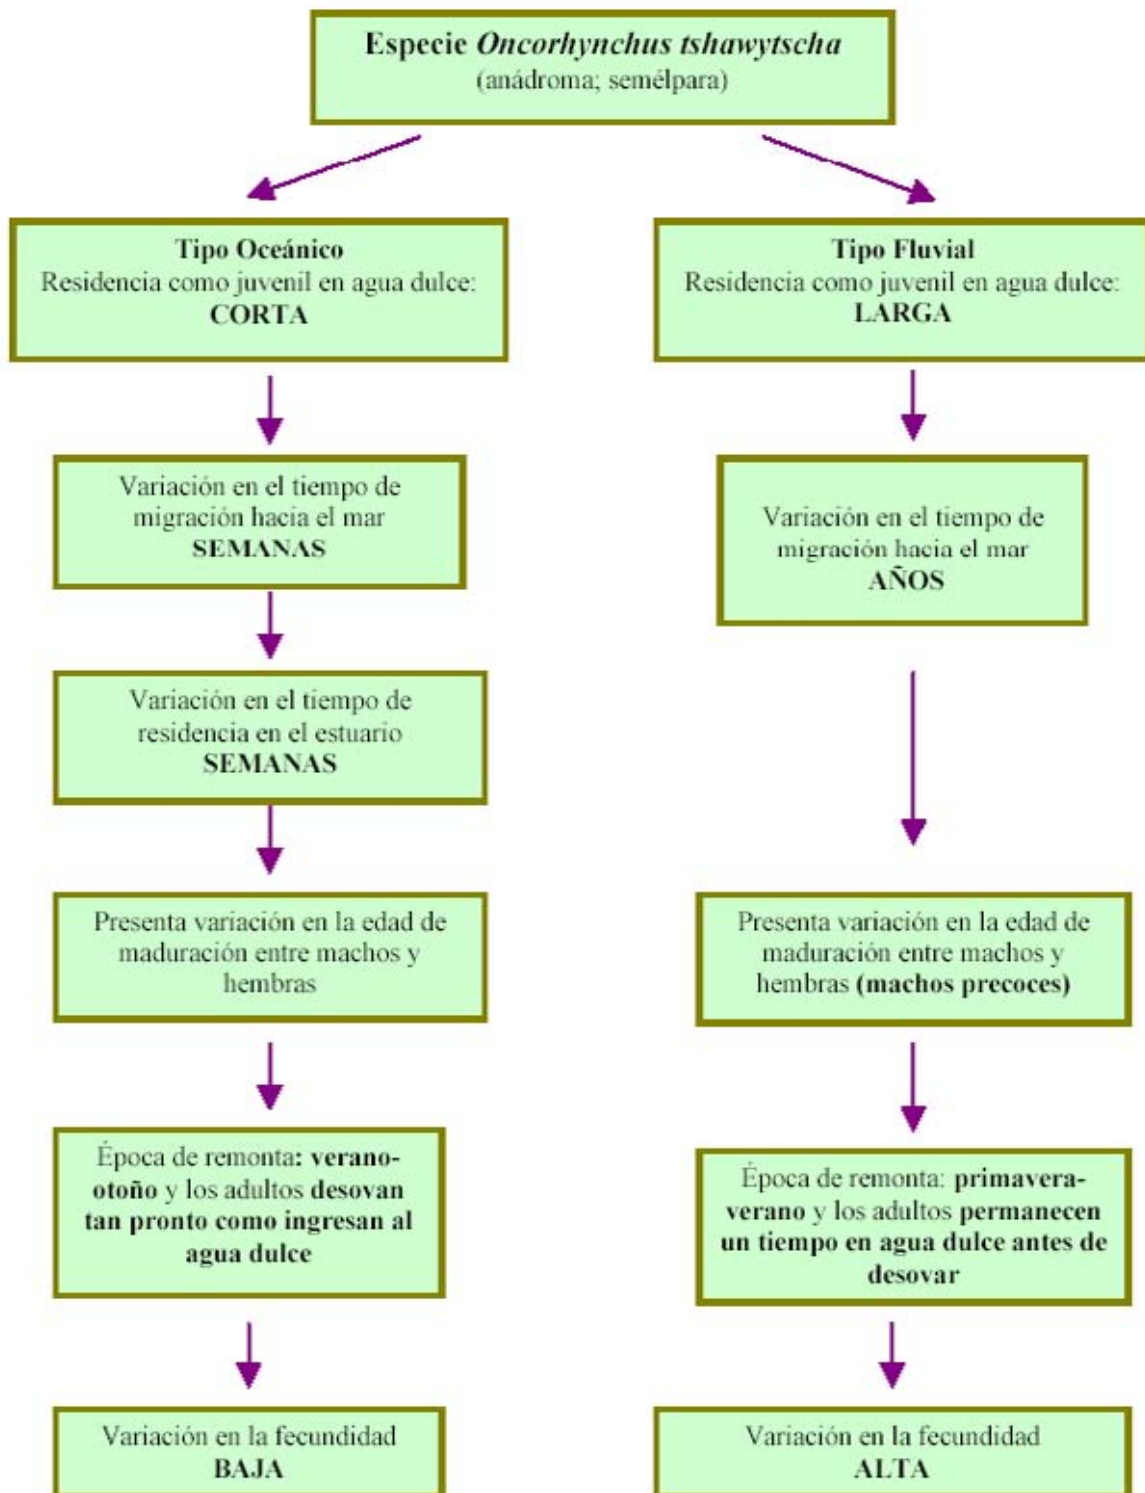 Especie Oncorhynchus tshawytscha
(anádroma; semélpara)
Tipo Oceánico
Residencia como juvenil en agua dulce:
CORTA
Variación en el tiempo de
migración hacia el mar
SEMANAS
Variación en el tiempo de
residencia en el estuario
SEMANAS
Presenta variación en la edad de
maduración entre machos y
hembras
Época de remonta: verano-
otoño y los adultos desovan
tan pronto como ingresan al
agua dulce
Variación en la fecundidad
BAJA
Tipo Fluvial
Residencia como juvenil en agua dulce:
LARGA
Variación en el tiempo de
migración hacia el mar
AÑOS
Presenta variación en la edad de
maduración entre machos y
hembras (machos precoces)
Época de remonta: primavera-
verano y los adultos permanecen
un tiempo en agua dulce antes de
desovar
Variación en la fecundidad
ALTA